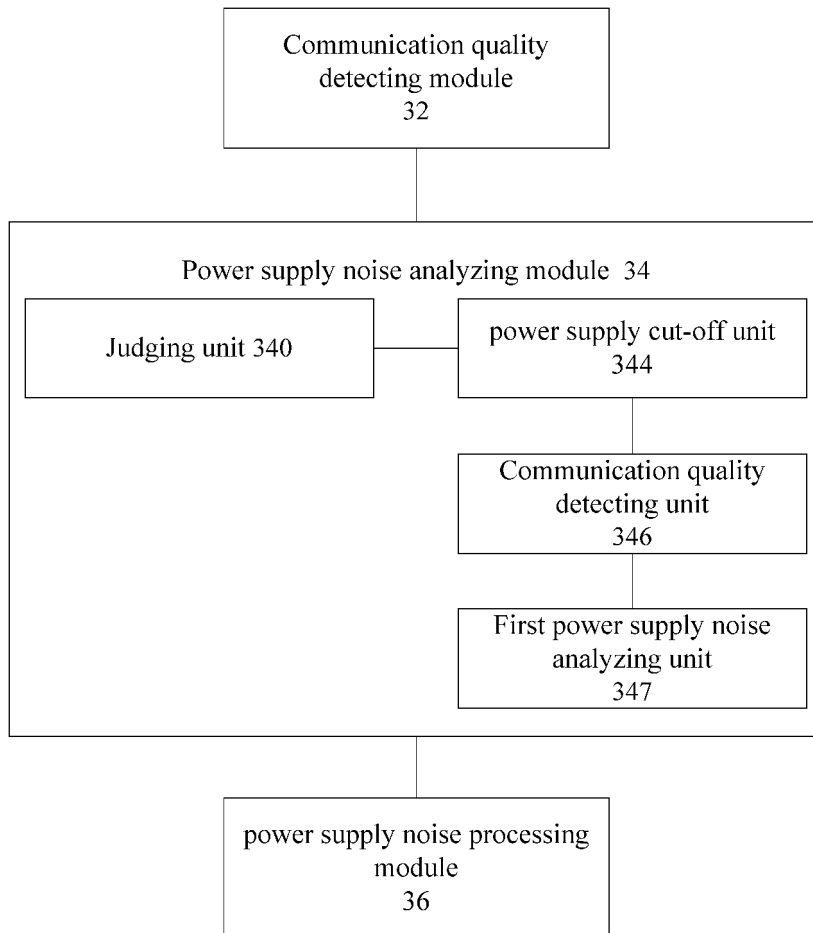 Communication quality
detecting module
32
Power supply noise analyzing module 34
Judging unit 340
power supply cut-off unit
344
Communication quality
detecting unit
346
First power supply noise
analyzing unit
347
power supply noise processing
module
36